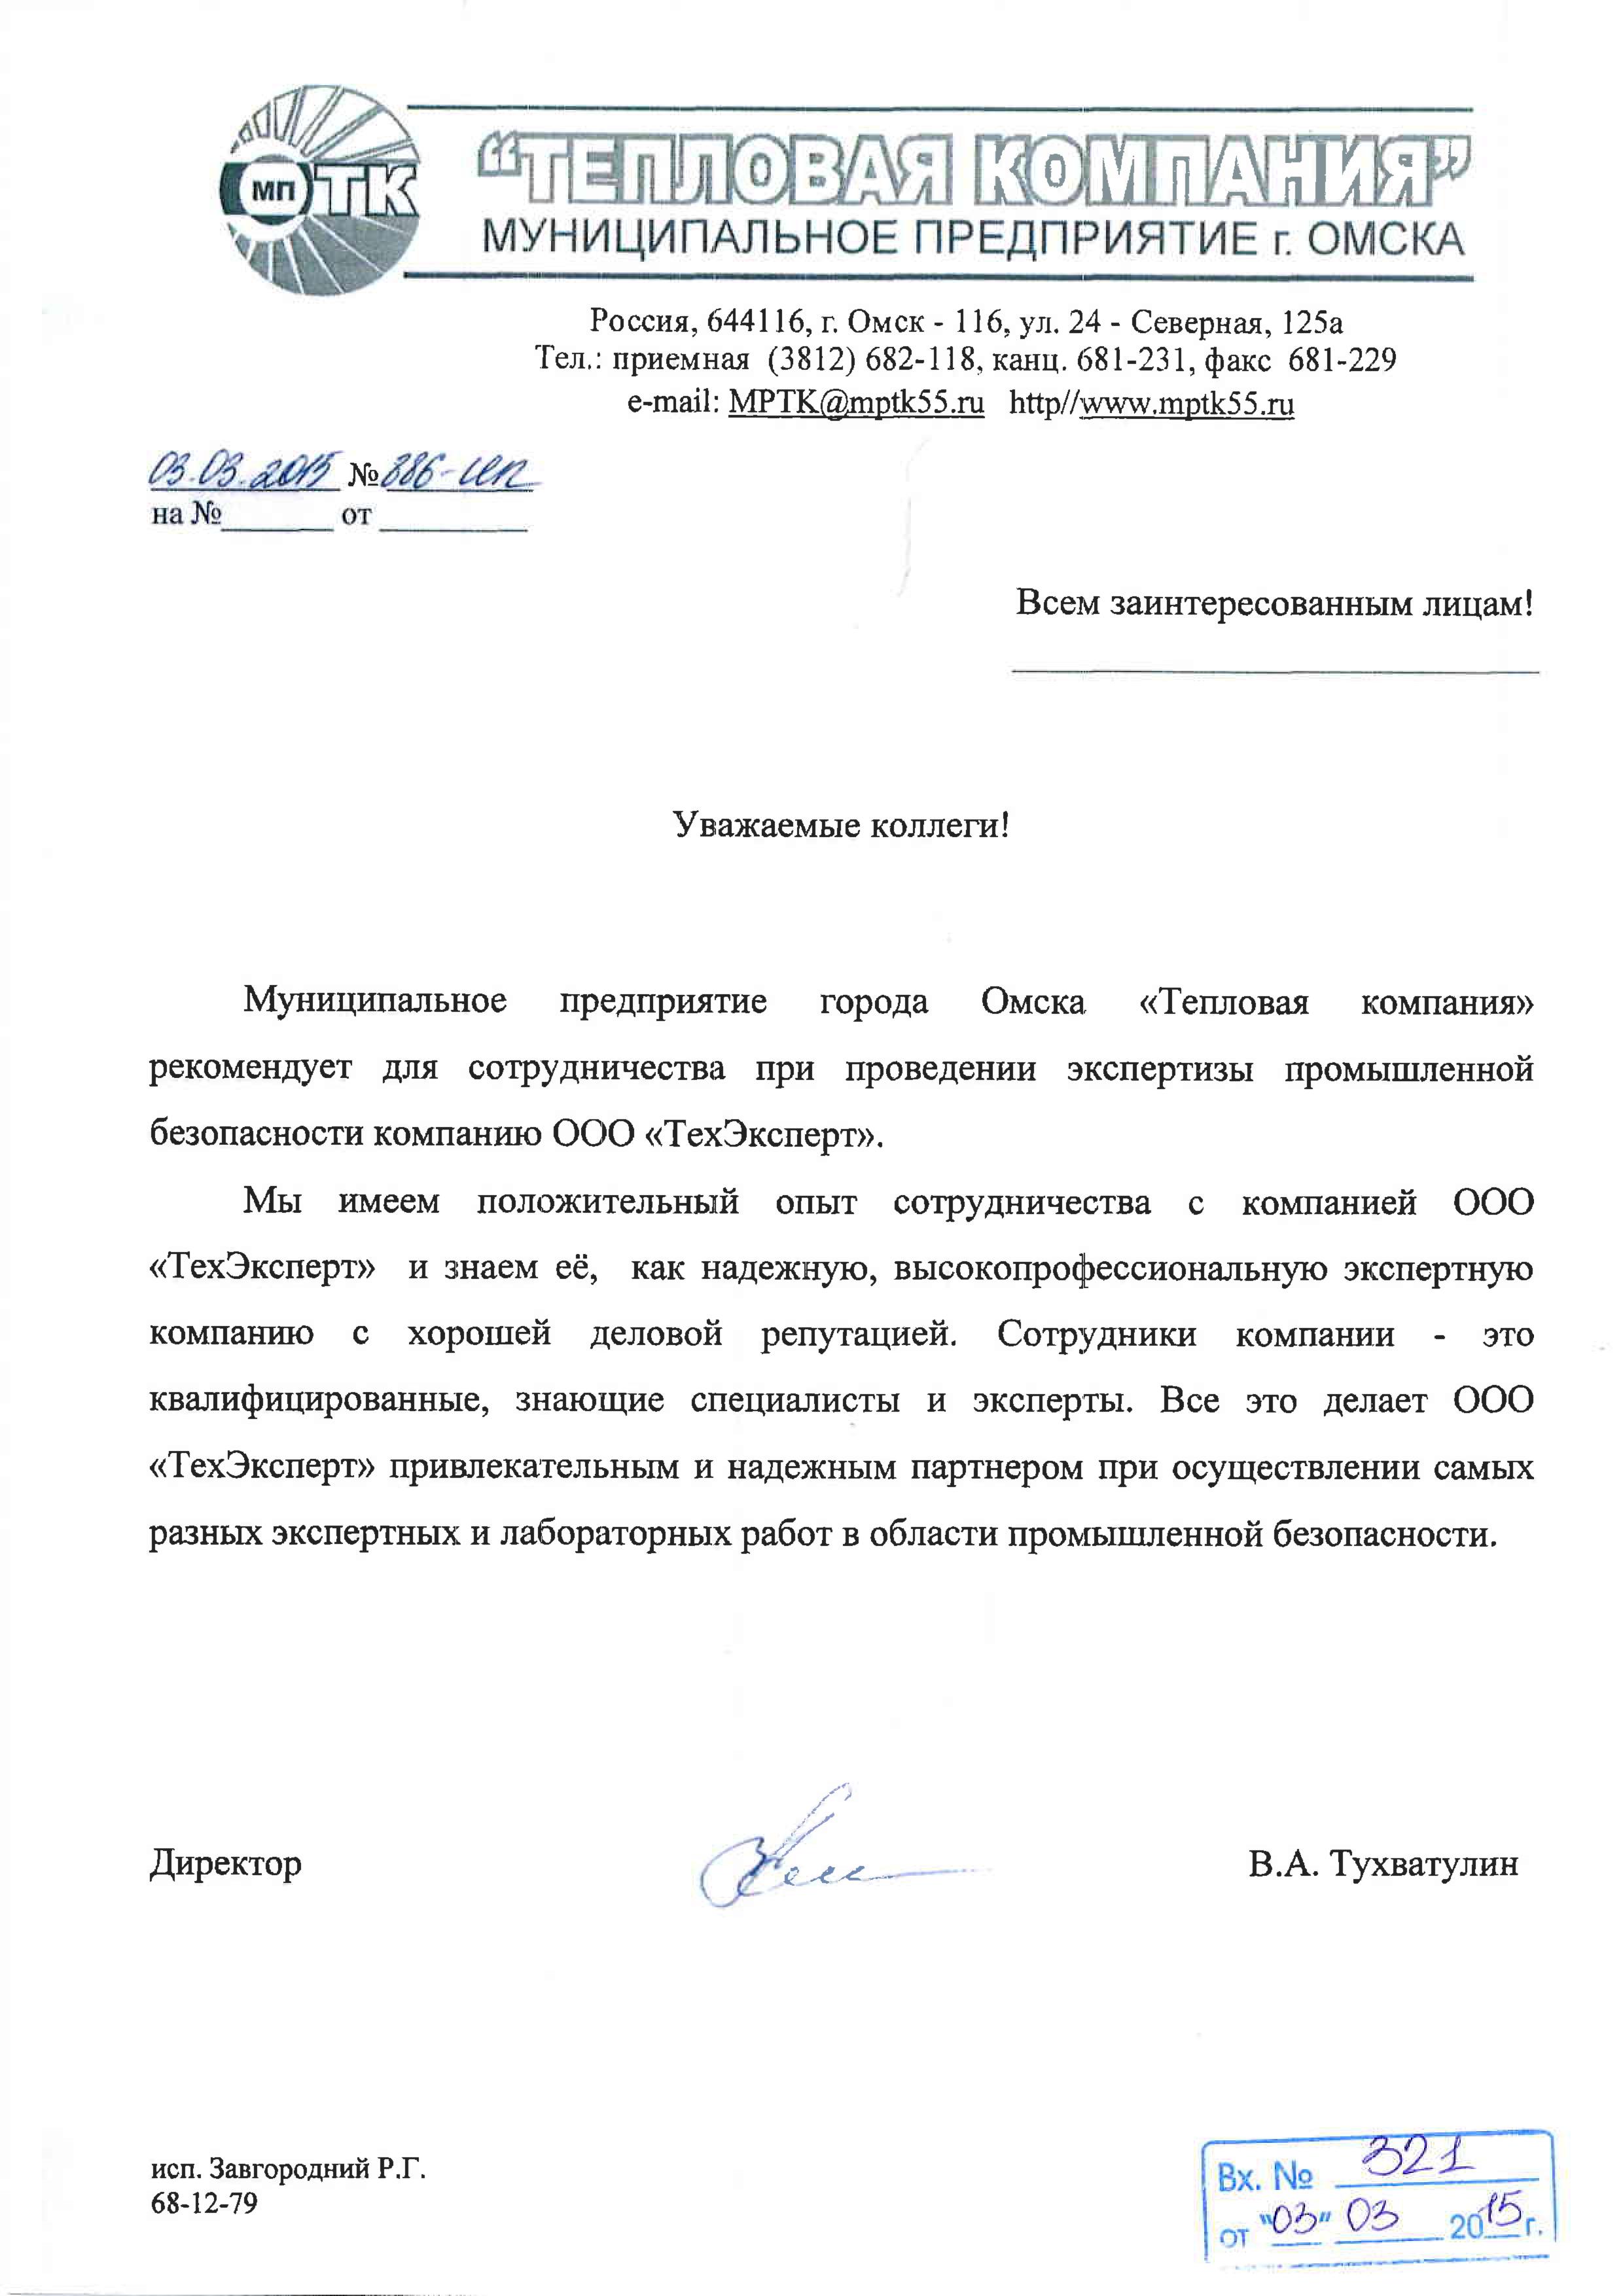 МП ТК
“ТЕПЛОВАЯ КОМПАНИЯ”
МУНИЦИПАЛЬНОЕ ПРЕДПРИЯТИЕ г. ОМСКА
Россия, 644116, г. Омск - 116, ул. 24 - Северная, 125а
Тел.: приемная (3812) 682-118, канц. 681-231, факс 681-229
e-mail: MPTK@mptk55.ru http//www.mptk55.ru
03.03.2015 №
на №_______ от _________
Всем заинтересованным лицам!
Уважаемые коллеги!
Муниципальное предприятие города Омска «Тепловая компания»
рекомендует для сотрудничества при проведении экспертизы промышленной
безопасности компанию ООО «ТехЭксперт».
Мы имеем положительный опыт сотрудничества с компанией ООО
«ТехЭксперт» и знаем её, как надежную, высокопрофессиональную экспертную
компанию с хорошей деловой репутацией. Сотрудники компании - это
квалифицированные, знающие специалисты и эксперты. Все это делает ООО
«ТехЭксперт» привлекательным и надежным партнером при осуществлении самых
разных экспертных и лабораторных работ в области промышленной безопасности.
Директор В.А. Тухватулин
исп. Завгородний Р.Г.
68-12-79
Вх. № 321
от "03" 03 2015 г.